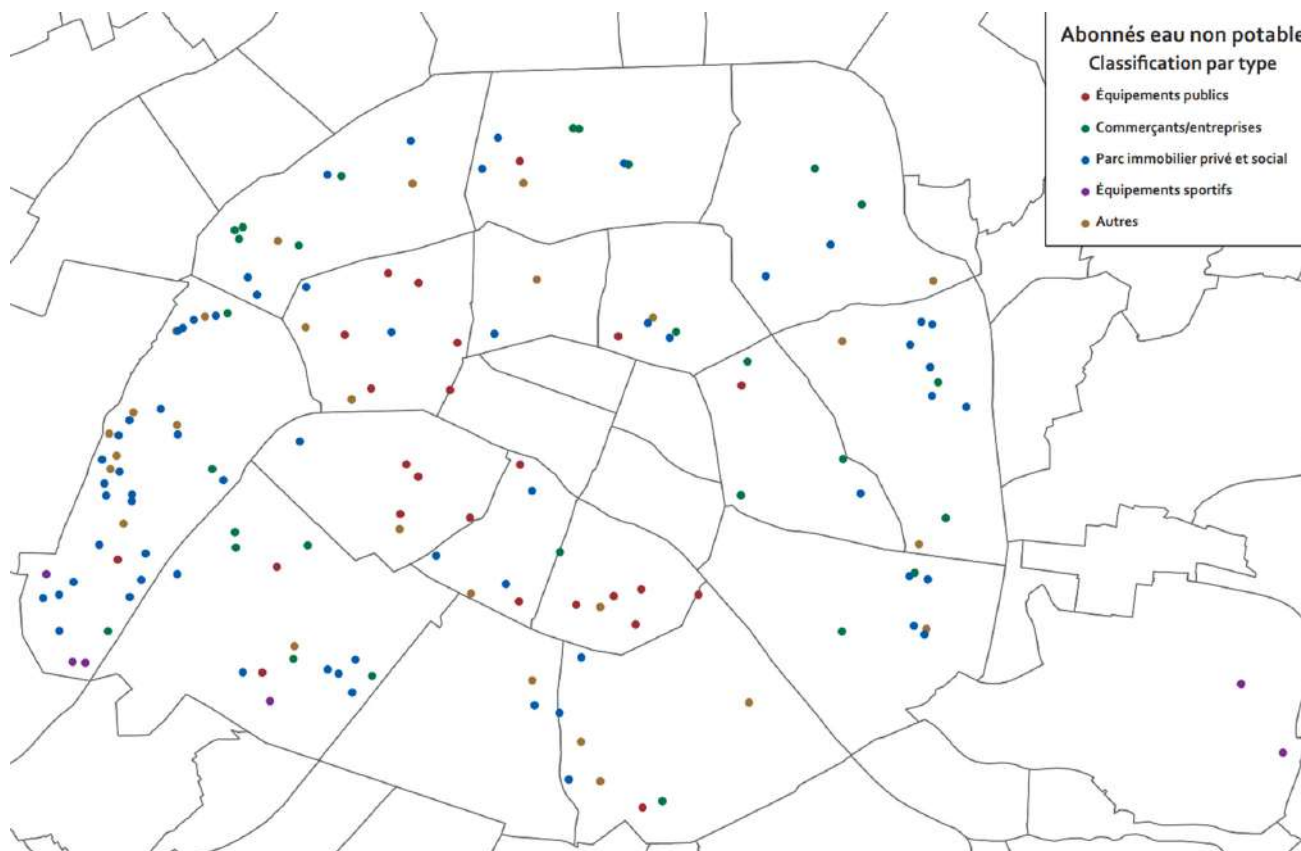 Abonnés eau non potable
Classification par type
Équipements publics
Commerçants/entreprises
Parc immobilier privé et social
Équipements sportifs
Autres